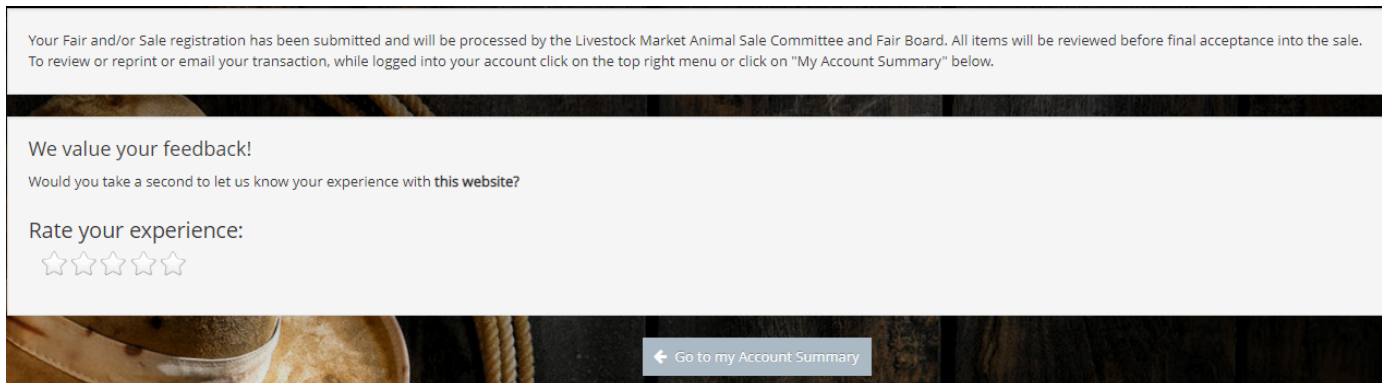 Your Fair and/or Sale registration has been submitted and will be processed by the Livestock Market Animal Sale Committee and Fair Board. All items will be reviewed before final acceptance into the sale.
To review or reprint or email your transaction, while logged into your account click on the top right menu or click on "My Account Summary" below.
We value your feedback!
Would you take a second to let us know your experience with this website?
Rate your experience:
Go to my Account Summary